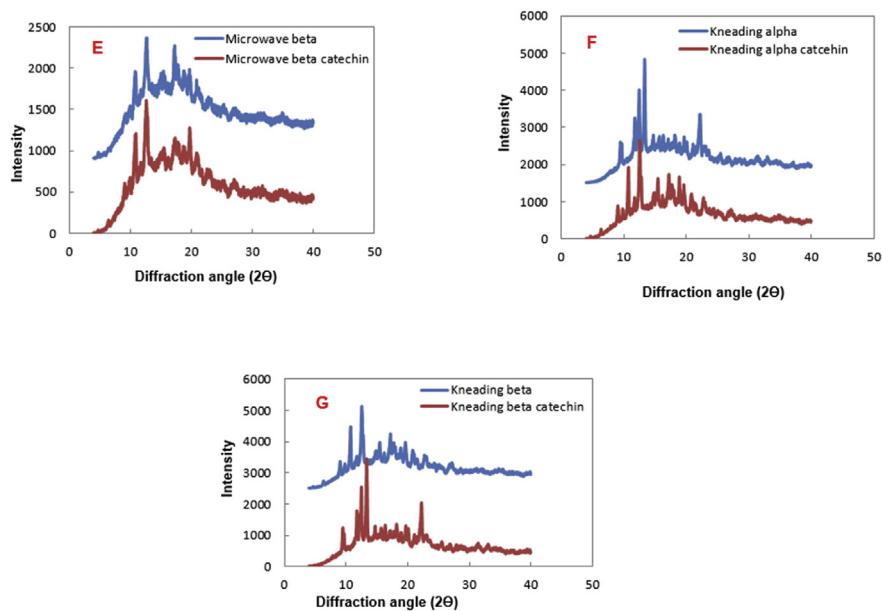 E
Microwave beta
Microwave beta catechin
Intensity
2500
2000
1500
1000
500
0
0 10 20 30 40 50
Diffraction angle (2Θ)
F
Kneading alpha
Kneading alpha catcehin
Intensity
6000
5000
4000
3000
2000
1000
0
0 10 20 30 40 50
Diffraction angle (2Θ)
G
Kneading beta
Kneading beta catechin
Intensity
6000
5000
4000
3000
2000
1000
0
0 10 20 30 40 50
Diffraction angle (2Θ)